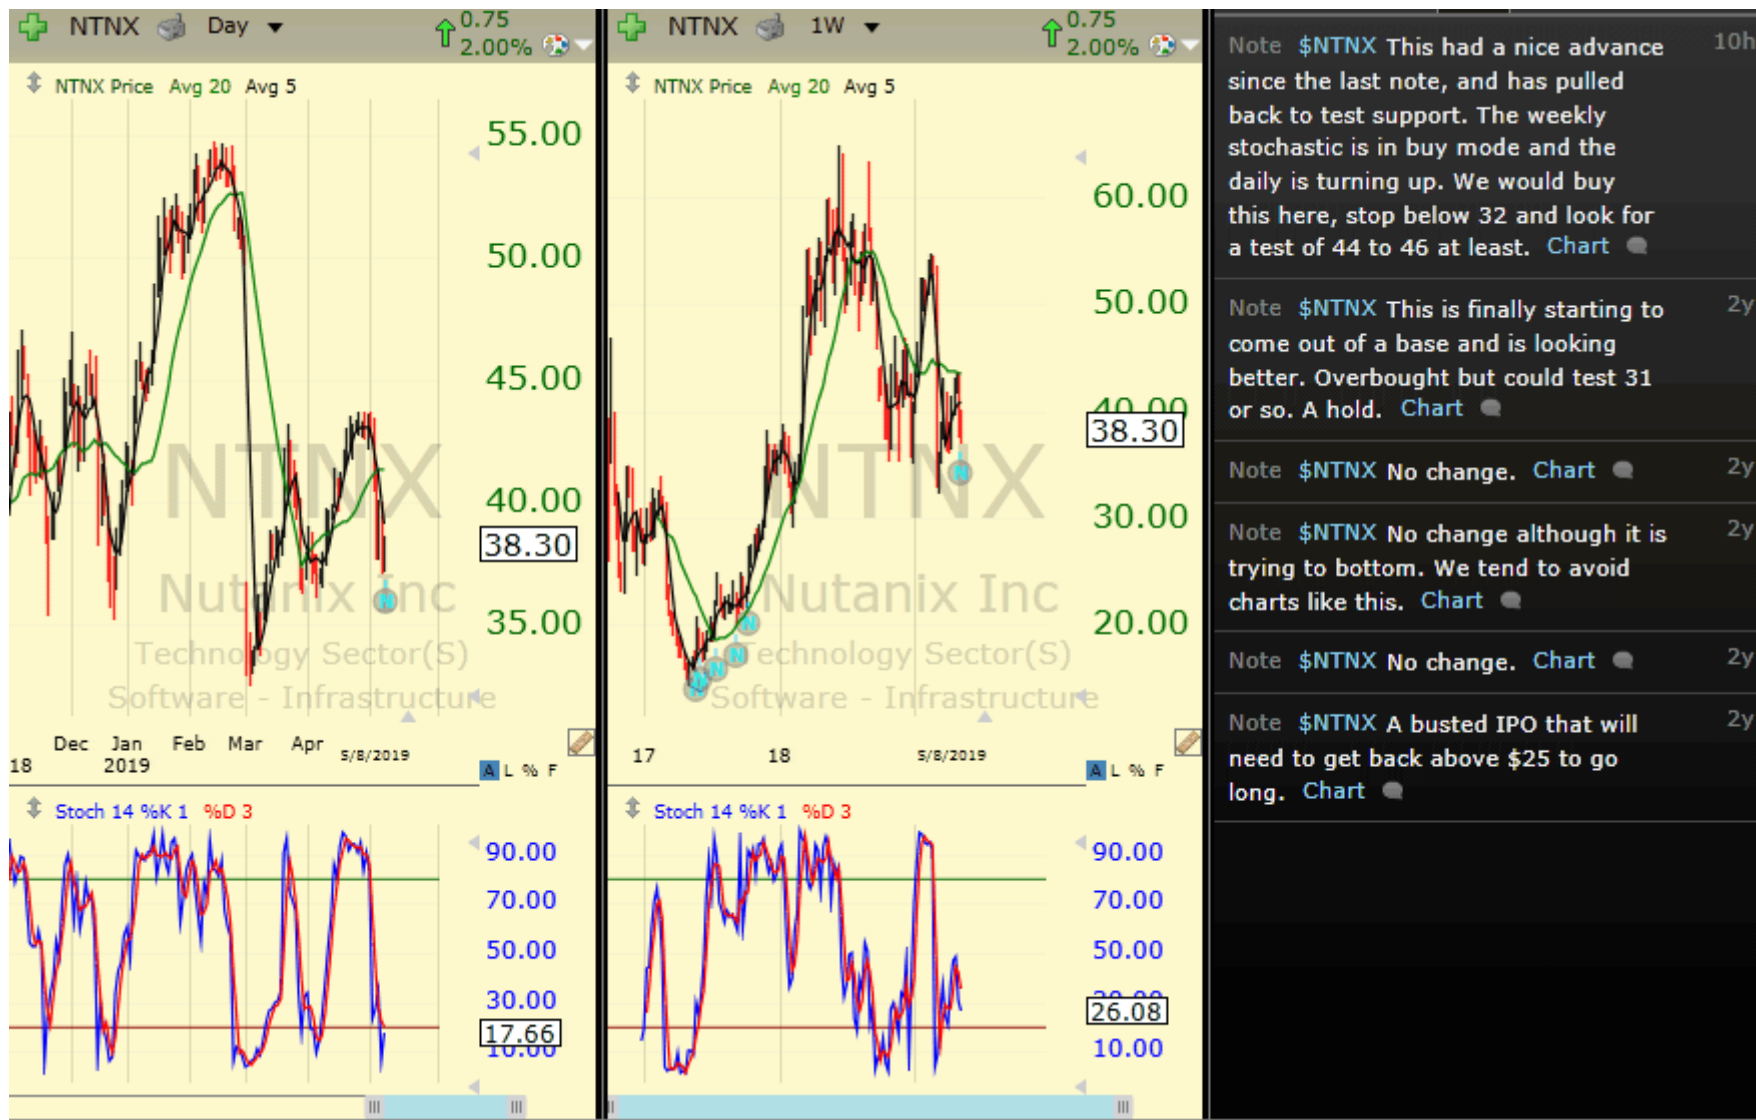 NTNX Day
0.75
2.00%
NTNX Price Avg 20 Avg 5
55.00
50.00
45.00
40.00
38.30
35.00
NTNX
Nutanix Inc
Technology Sector(S)
Software - Infrastructure
Dec Jan Feb Mar Apr 5/8/2019
18 2019
A L % F
Stoch 14 %K 1 %D 3
90.00
70.00
50.00
30.00
17.66
10.00
N
NTNX 1W
0.75
2.00%
NTNX Price Avg 20 Avg 5
60.00
50.00
40.00
38.30
30.00
20.00
NTNX
Nutanix Inc
Technology Sector(S)
Software - Infrastructure
N
N
N
N
N
N
17 18 5/8/2019
A L % F
Stoch 14 %K 1 %D 3
90.00
70.00
50.00
30.00
26.08
10.00
Note $NTNX This had a nice advance 10h
since the last note, and has pulled
back to test support. The weekly
stochastic is in buy mode and the
daily is turning up. We would buy
this here, stop below 32 and look for
a test of 44 to 46 at least. Chart
Note $NTNX This is finally starting to 2y
come out of a base and is looking
better. Overbought but could test 31
or so. A hold. Chart
Note $NTNX No change. Chart 2y
Note $NTNX No change although it is 2y
trying to bottom. We tend to avoid
charts like this. Chart
Note $NTNX No change. Chart 2y
Note $NTNX A busted IPO that will 2y
need to get back above $25 to go
long. Chart